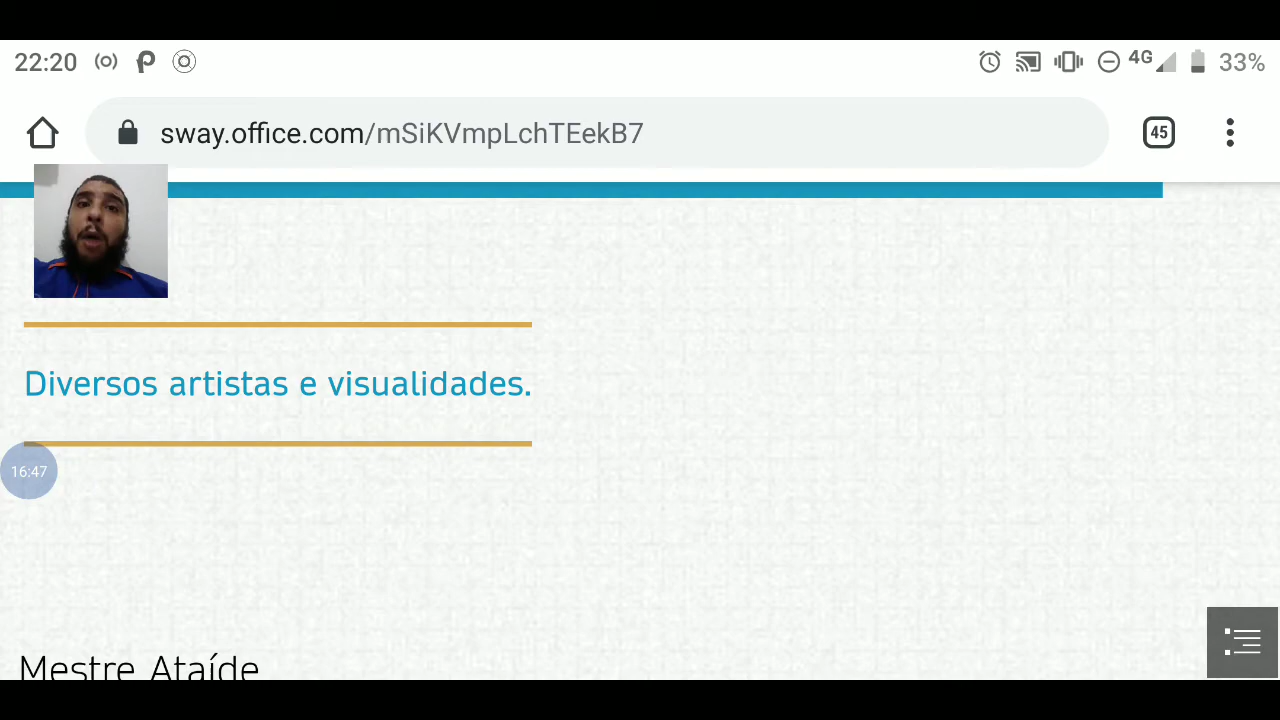 22:20
4G
33%
sway.office.com/mSiKVmpLchTEekB7
45
Diversos artistas e visualidades.
16:47
Mestre Ataíde